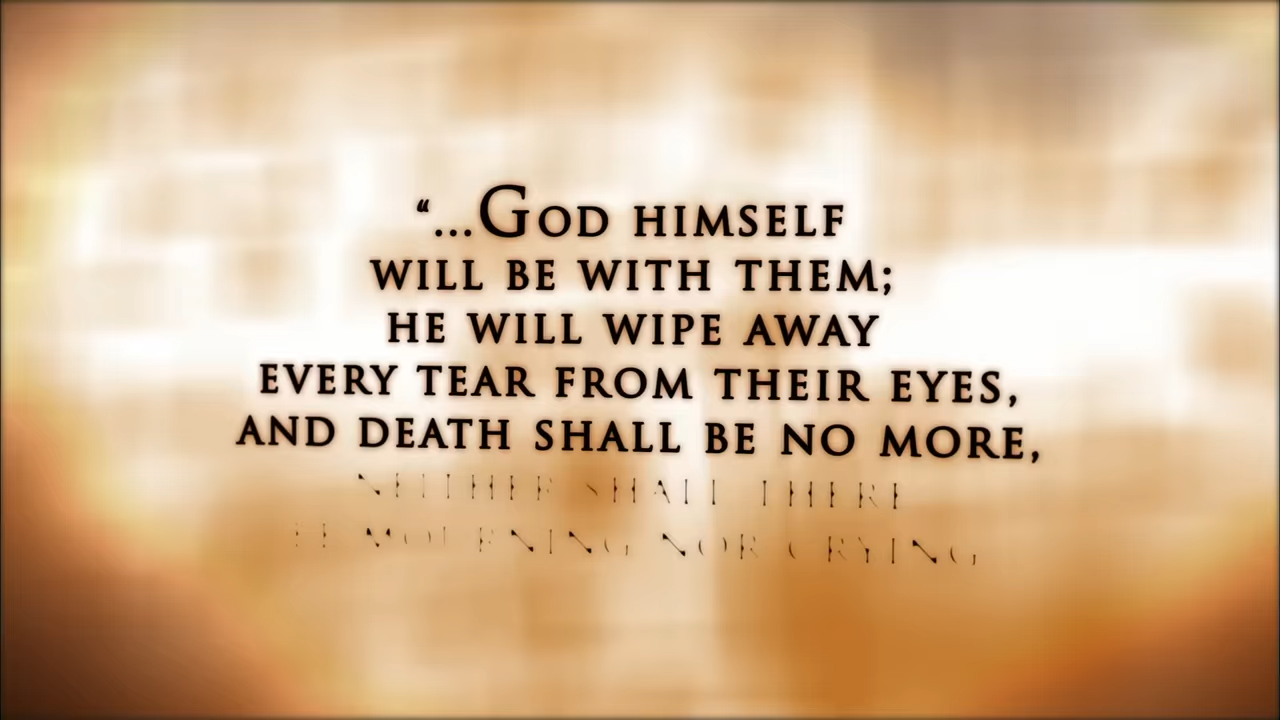 “...GOD HIMSELF
WILL BE WITH THEM;
HE WILL WIPE AWAY
EVERY TEAR FROM THEIR EYES,
AND DEATH SHALL BE NO MORE,
NEITHER SHALL THERE
BE MOURNING NOR CRYING